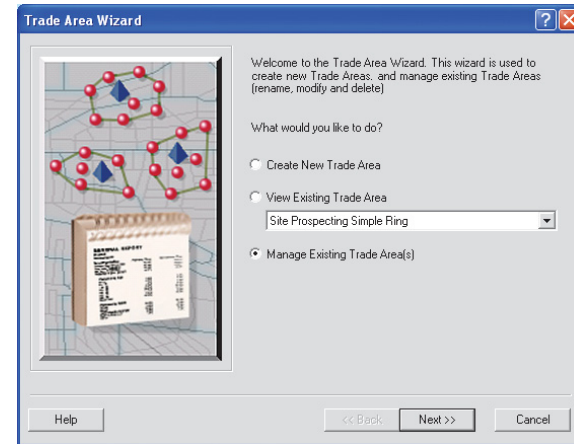 Trade Area Wizard
Welcome to the Trade Area Wizard. This wizard is used to
create new Trade Areas, and manage existing Trade Areas
(rename, modify and delete)
What would you like to do?
Create New Trade Area
View Existing Trade Area
Site Prospecting Simple Ring
Manage Existing Trade Area(s)
Help
<< Back
Next >>
Cancel